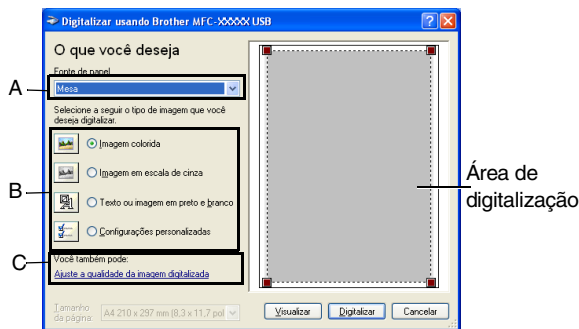 Digitalizar usando Brother MFC-XXXXX USB
O que você deseja
Fonte de papel
A
Mesa
Selecione a seguir o tipo de imagem que você
deseja digitalizar.
B
Imagem colorida
Imagem em escala de cinza
Texto ou imagem em preto e branco
Configurações personalizadas
C
Você também pode:
Ajuste a qualidade da imagem digitalizada
Área de
digitalização
Tamanho
da página:
A4 210 x 297 mm (8,3 x 11,7 pol
Visualizar
Digitalizar
Cancelar